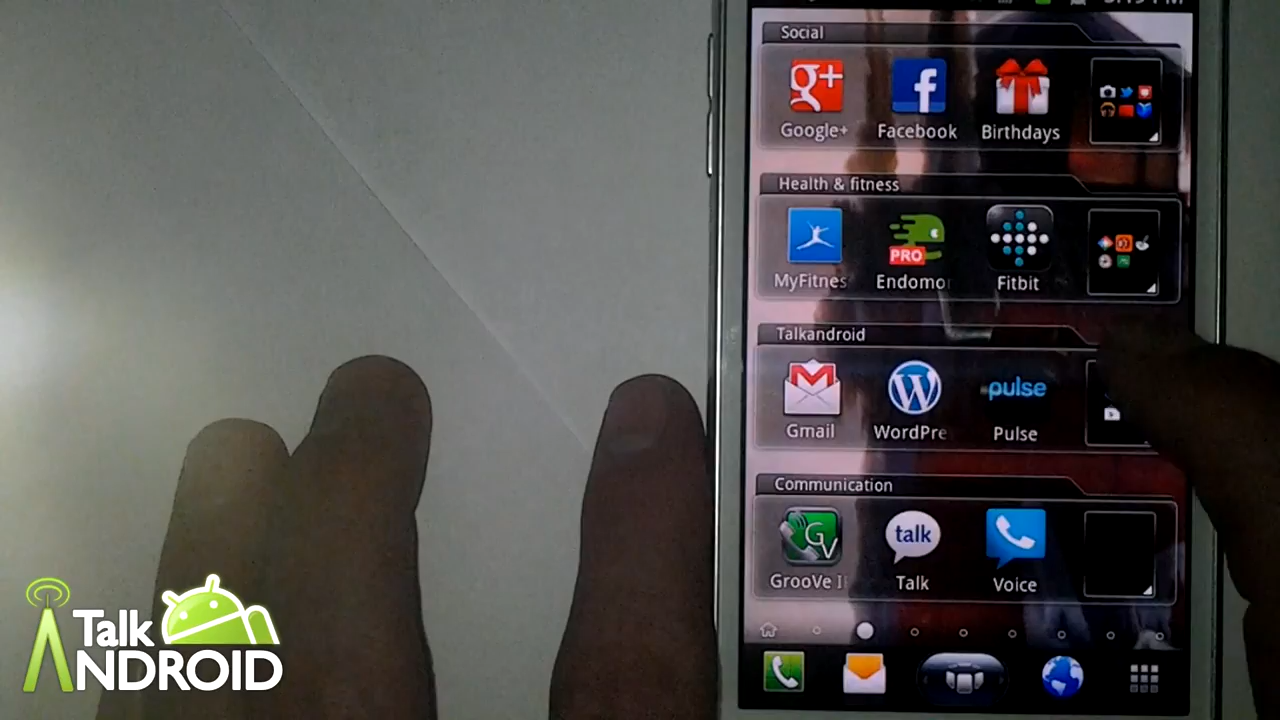 Social
Google+ Facebook Birthdays
Health & fitness
PRO
MyFitnes Endomo Fitbit
Talkandroid
pulse
Gmail WordPre Pulse
Communication
GV talk
GrooVe I Talk Voice
Talk
ANDROID